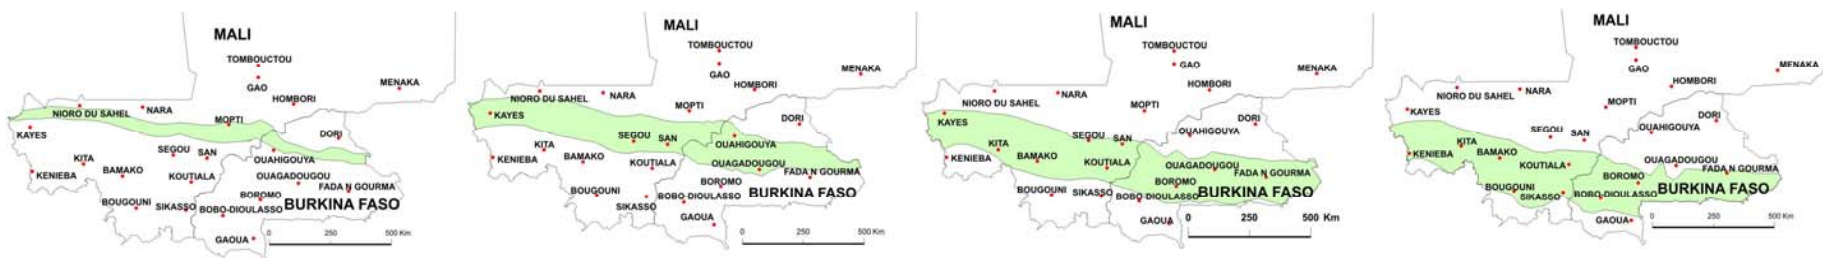 MALI
TOMBOUCTOU
GAO
MENAKA
HOMBORI
NIORO DU SAHEL
NARA
MOPTI
KAYES
DORI
SEGOU
SAN
OUAHIGOUYA
KITA
BAMAKO
KENIEBA
KOUTIALA
OUAGADOUGOU
FADA N GOURMA
BOROMO
BOUGOUNI
SIKASSO
BOBO-DIOULASSO
BURKINA FASO
GAOUA
0 250 500 Km
MALI
TOMBOUCTOU
GAO
MENAKA
HOMBORI
NIORO DU SAHEL
NARA
MOPTI
KAYES
DORI
SEGOU
SAN
OUAHIGOUYA
KITA
BAMAKO
KENIEBA
KOUTIALA
OUAGADOUGOU
FADA N GOURMA
BOROMO
BOUGOUNI
SIKASSO
BOBO-DIOULASSO
BURKINA FASO
GAOUA
0 250 500 Km
MALI
TOMBOUCTOU
GAO
MENAKA
HOMBORI
NIORO DU SAHEL
NARA
MOPTI
KAYES
DORI
SEGOU
SAN
OUAHIGOUYA
KITA
BAMAKO
KENIEBA
KOUTIALA
OUAGADOUGOU
FADA N GOURMA
BOROMO
BOUGOUNI
SIKASSO
BOBO-DIOULASSO
BURKINA FASO
GAOUA
0 250 500 Km
MALI
TOMBOUCTOU
GAO
MENAKA
HOMBORI
NIORO DU SAHEL
NARA
MOPTI
KAYES
DORI
SEGOU
SAN
OUAHIGOUYA
KITA
BAMAKO
KENIEBA
KOUTIALA
OUAGADOUGOU
FADA N GOURMA
BOROMO
BOUGOUNI
SIKASSO
BOBO-DIOULASSO
BURKINA FASO
GAOUA
0 250 500 Km